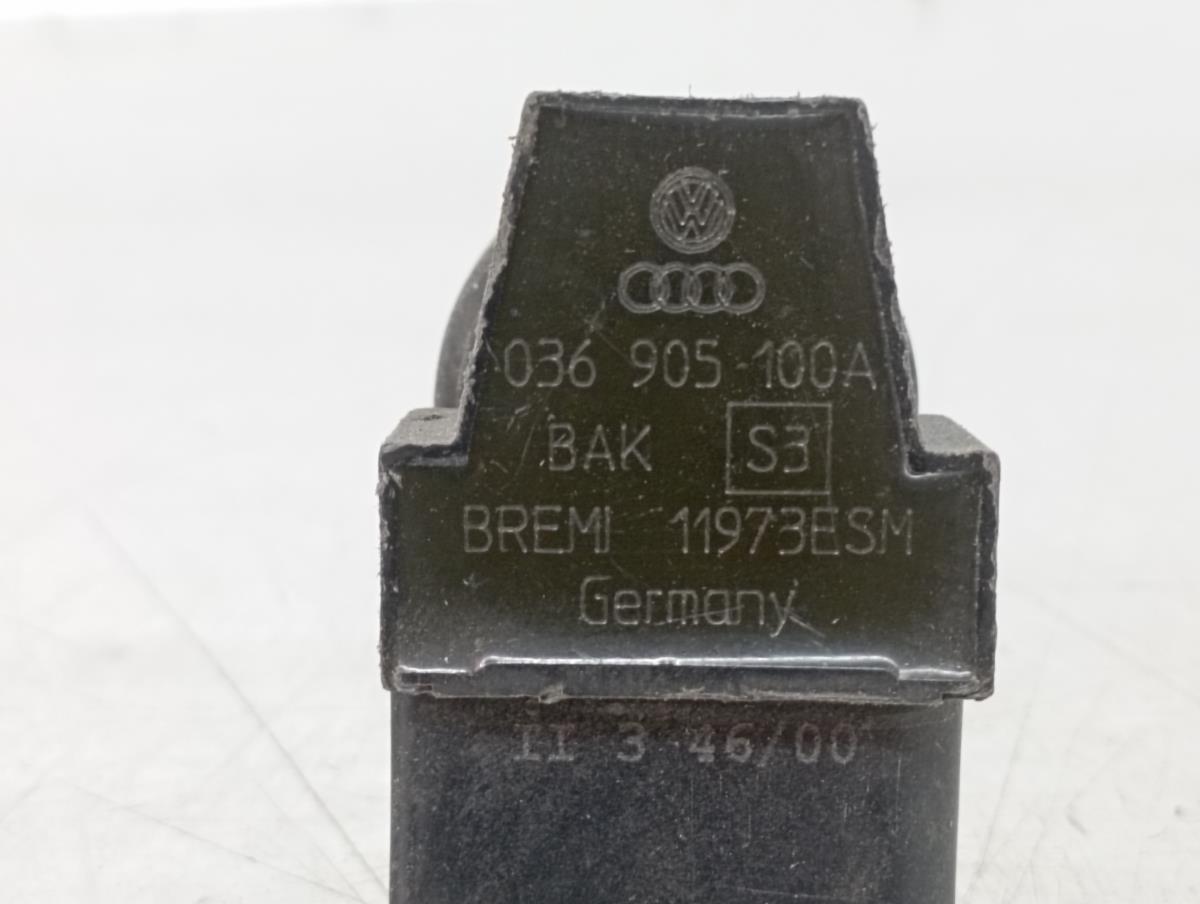 036 905 100A
BAK S3
BREMI 11973ESM
Germany
II 3 46/00